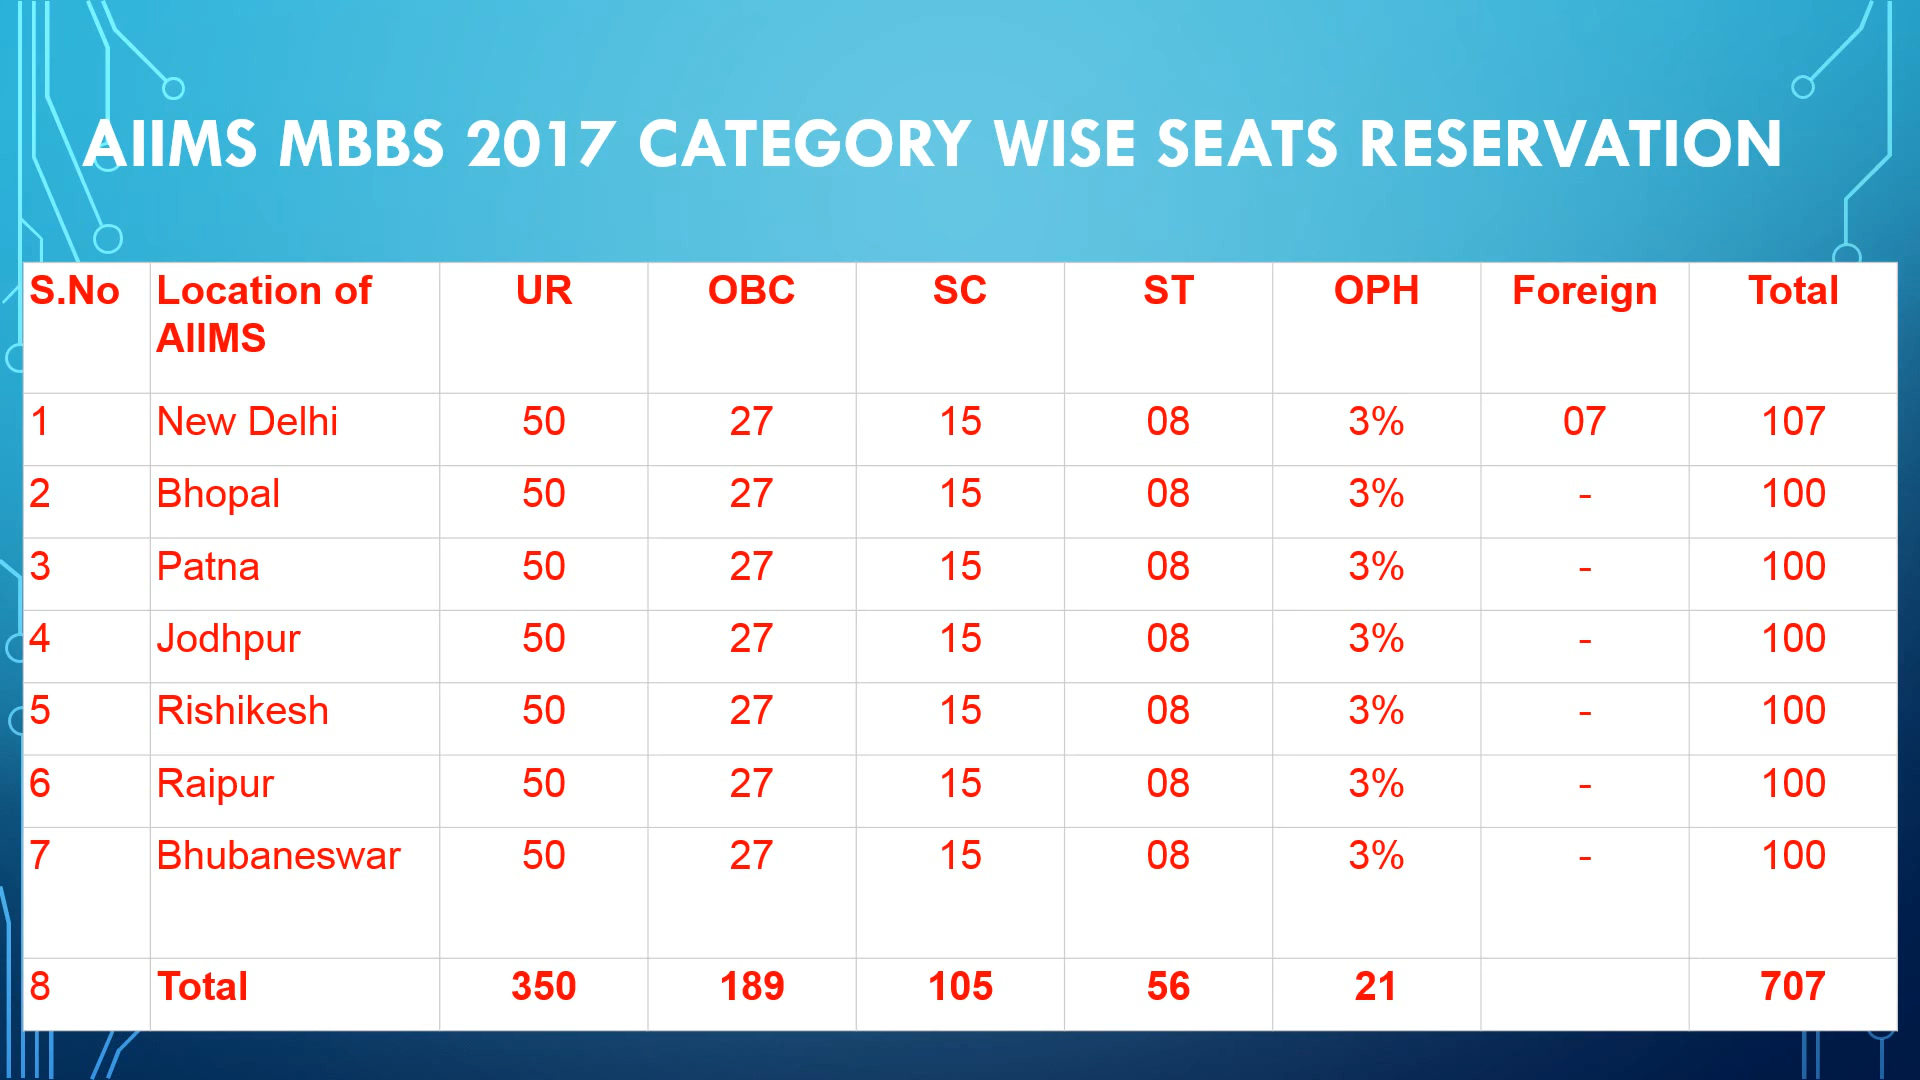 AIIMS MBBS 2017 CATEGORY WISE SEATS RESERVATION
S.No Location of AIIMS UR OBC SC ST OPH Foreign Total
1 New Delhi 50 27 15 08 3% 07 107
2 Bhopal 50 27 15 08 3% - 100
3 Patna 50 27 15 08 3% - 100
4 Jodhpur 50 27 15 08 3% - 100
5 Rishikesh 50 27 15 08 3% - 100
6 Raipur 50 27 15 08 3% - 100
7 Bhubaneswar 50 27 15 08 3% - 100
8 Total 350 189 105 56 21 707